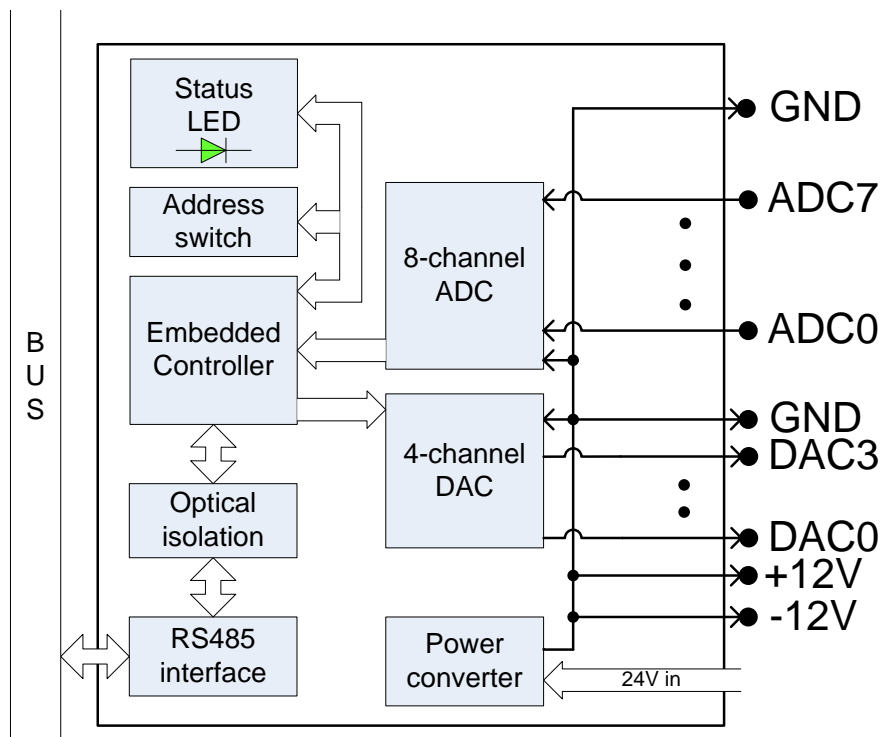 Status
LED
Address
switch
Embedded
Controller
Optical
isolation
RS485
interface
8-channel
ADC
4-channel
DAC
Power
converter
24V in
B
U
S
GND
ADC7
ADC0
GND
DAC3
DAC0
+12V
-12V